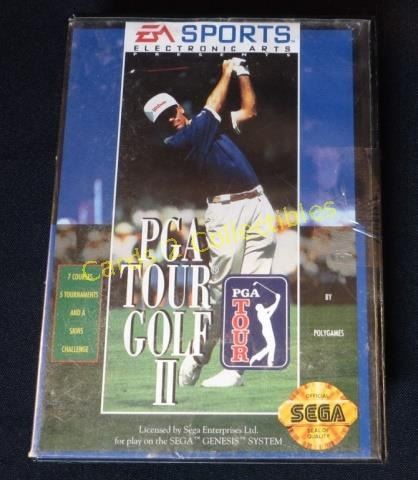 EA SPORTS™
ELECTRONIC ARTS
PRESENTS
Wilson
PGA
TOUR®
GOLF
II
Cards & Collectibles
7 COURSES
5 TOURNAMENTS
AND A
SKINS
CHALLENGE
PGA
TOUR
BY
POLYGAMES
OFFICIAL
SEGA
SEAL OF
QUALITY
Licensed by Sega Enterprises Ltd.
for play on the SEGA™ GENESIS™ SYSTEM